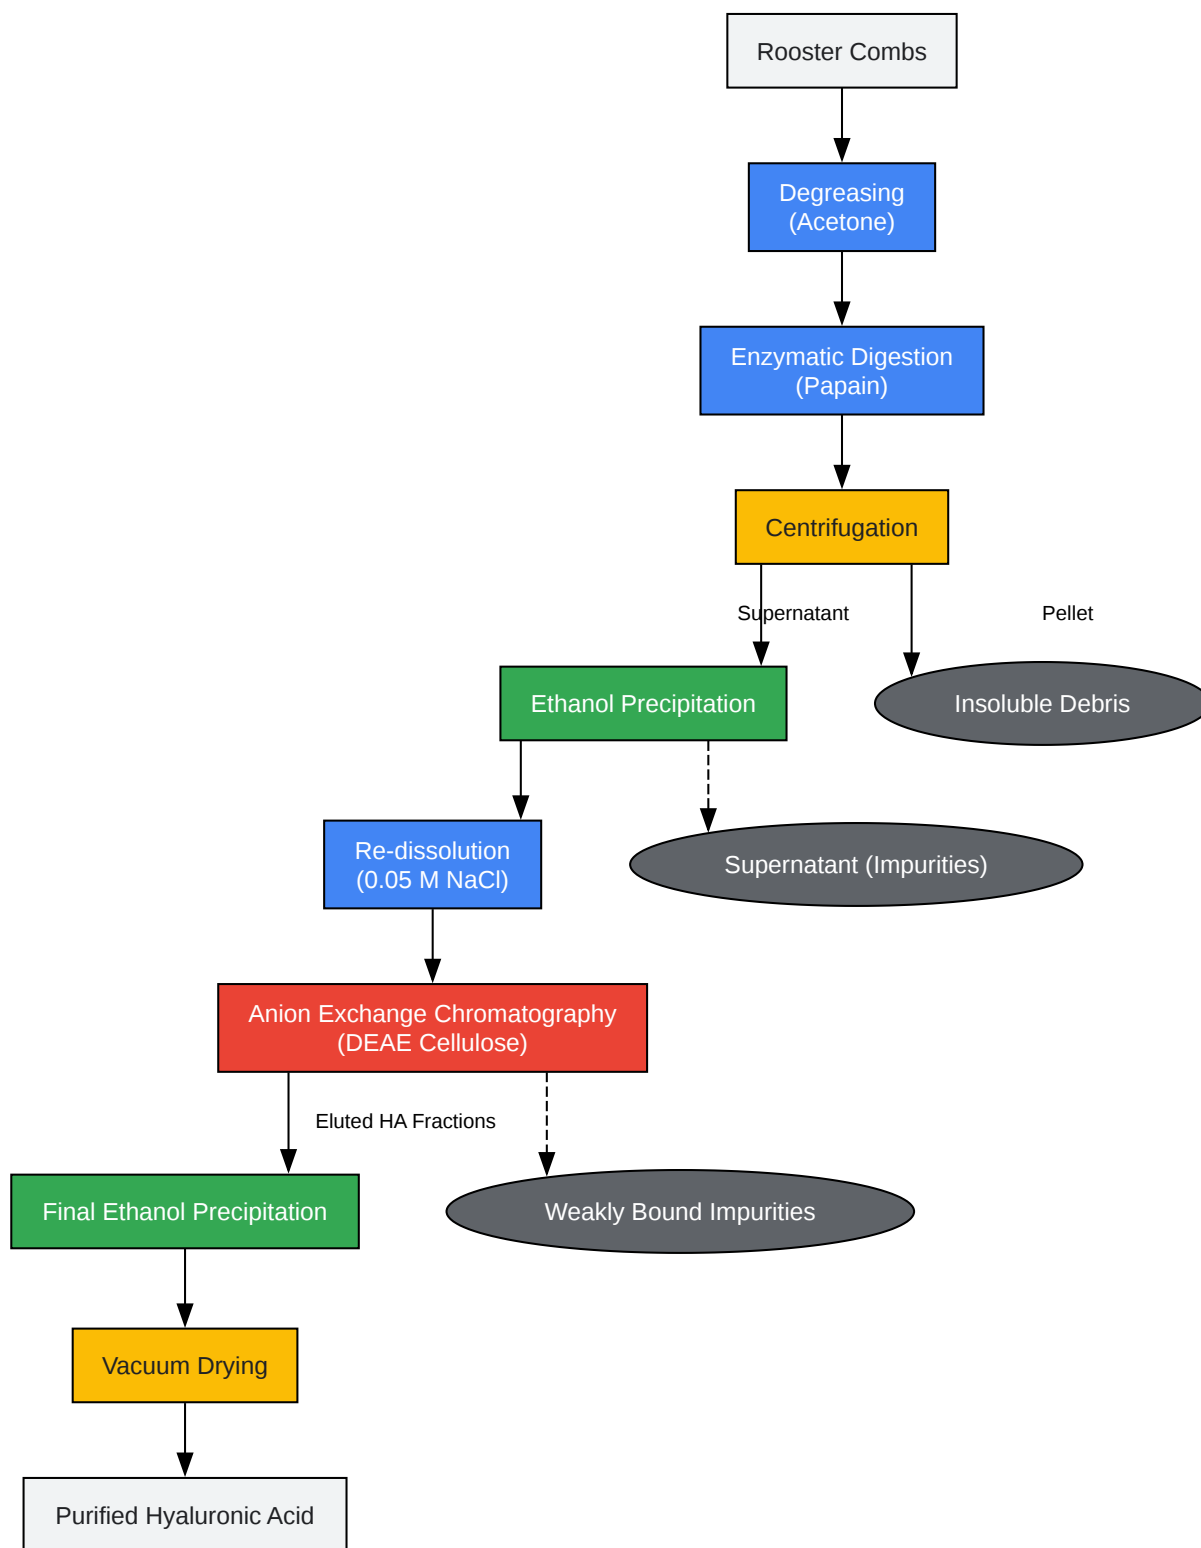 Rooster Combs
Degreasing
(Acetone)
Enzymatic Digestion
(Papain)
Centrifugation
Supernatant
Pellet
Ethanol Precipitation
Insoluble Debris
Re-dissolution
(0.05 M NaCl)
Supernatant (Impurities)
Anion Exchange Chromatography
(DEAE Cellulose)
Eluted HA Fractions
Final Ethanol Precipitation
Weakly Bound Impurities
Vacuum Drying
Purified Hyaluronic Acid